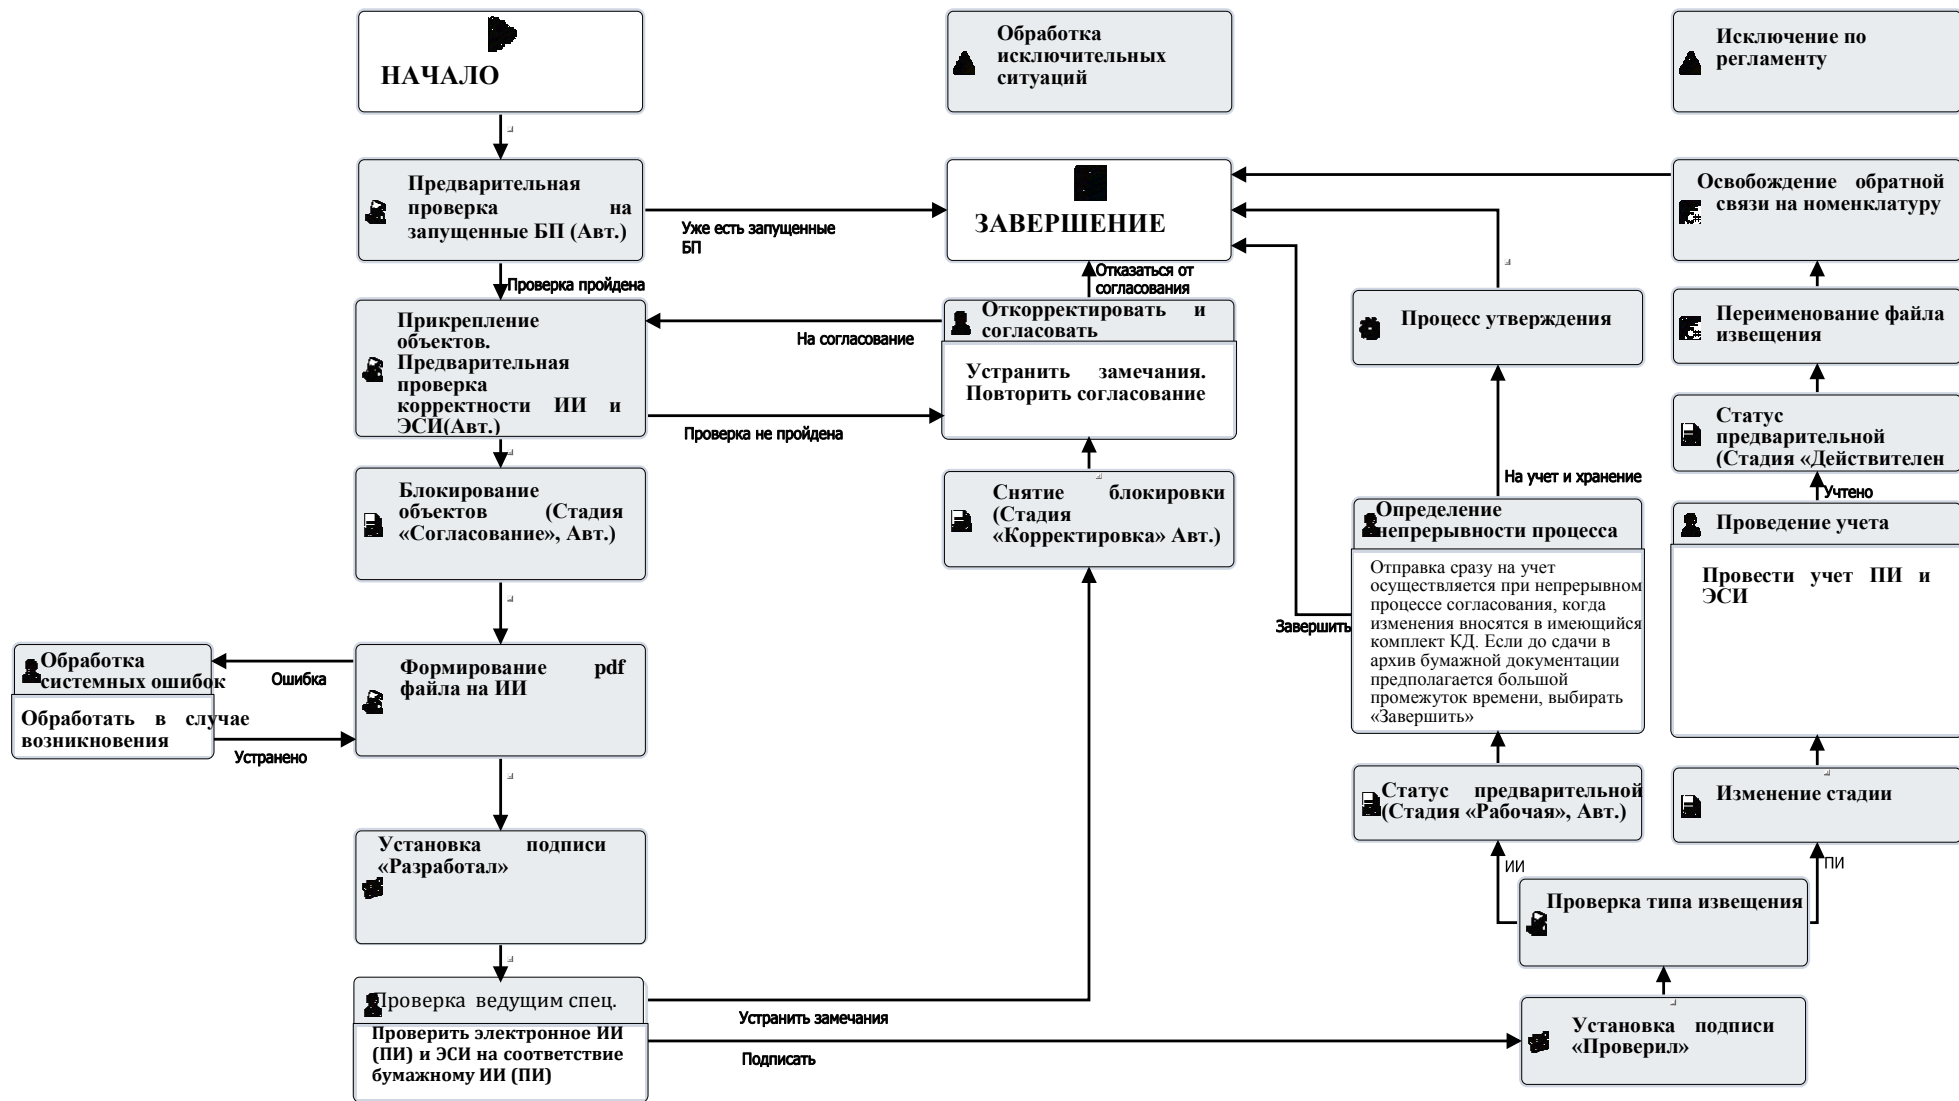 НАЧАЛО
Обработка
исключительных
ситуаций
Исключение по
регламенту
Предварительная
проверка на
запущенные БП (Авт.)
Уже есть запущенные
БП
ЗАВЕРШЕНИЕ
Освобождение обратной
связи на номенклатуру
Проверка пройдена
Отказаться от
согласования
Прикрепление
объектов.
Предварительная
проверка
корректности ИИ и
ЭСИ(Авт.)
На согласование
Проверка не пройдена
Откорректировать и
согласовать
Устранить замечания.
Повторить согласование
Процесс утверждения
Переименование файла
извещения
Статус
предварительной
(Стадия «Действителен
Блокирование
объектов (Стадия
«Согласование», Авт.)
Снятие блокировки
(Стадия
«Корректировка» Авт.)
На учет и хранение
Учтено
Определение
непрерывности процесса
Отправка сразу на учет
осуществляется при непрерывном
процессе согласования, когда
изменения вносятся в имеющийся
комплект КД. Если до сдачи в
архив бумажной документации
предполагается большой
промежуток времени, выбирать
«Завершить»
Завершить
Проведение учета
Провести учет ПИ и
ЭСИ
Обработка
системных ошибок
Обработать в случае
возникновения
Ошибка
Устранено
Формирование pdf
файла на ИИ
Статус предварительной
(Стадия «Рабочая», Авт.)
Изменение стадии
Установка подписи
«Разработал»
ИИ
ПИ
Проверка типа извещения
Проверка ведущим спец.
Проверить электронное ИИ
(ПИ) и ЭСИ на соответствие
бумажному ИИ (ПИ)
Устранить замечания
Подписать
Установка подписи
«Проверил»